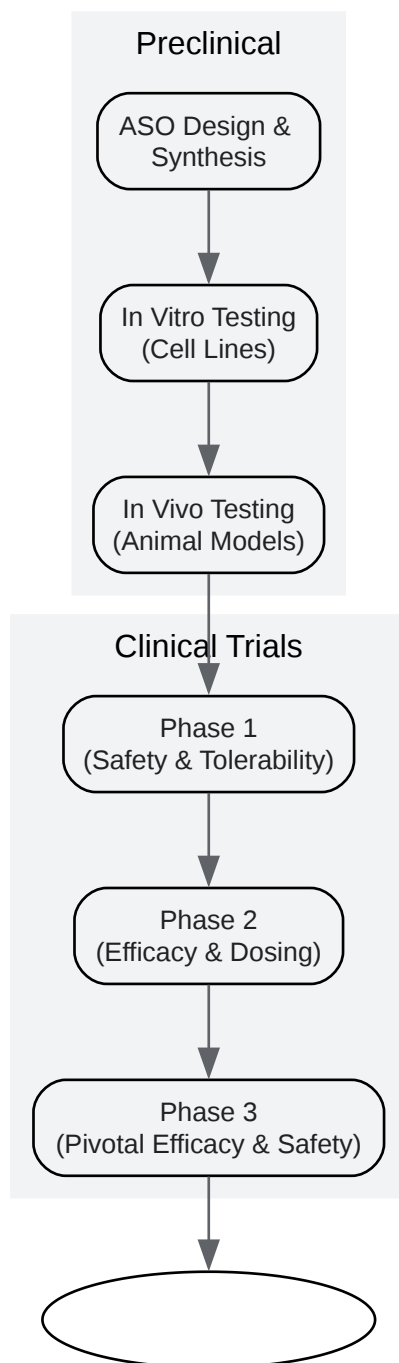 Preclinical
ASO Design &
Synthesis
In Vitro Testing
(Cell Lines)
In Vivo Testing
(Animal Models)
Clinical Trials
Phase 1
(Safety & Tolerability)
Phase 2
(Efficacy & Dosing)
Phase 3
(Pivotal Efficacy & Safety)